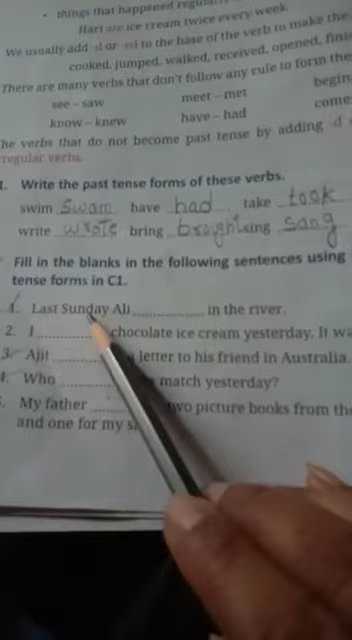 • things that happened regularly
Hari ate ice cream twice every week.
We usually add -d or -ed to the base of the verb to make the
cooked, jumped, walked, received, opened, finis
There are many verbs that don't follow any rule to form the
see – saw meet – met begin
know – knew have – had come
The verbs that do not become past tense by adding -d
regular verbs.
1. Write the past tense forms of these verbs.
swim Swam have had take took
write wrote bring brought sing sang
Fill in the blanks in the following sentences using
tense forms in C1.
1. Last Sunday Ali ............ in the river.
2. I ............ chocolate ice cream yesterday. It wa
3. Ajit ............ a letter to his friend in Australia
4. Who ............ match yesterday?
. My father ............ two picture books from the
and one for my s